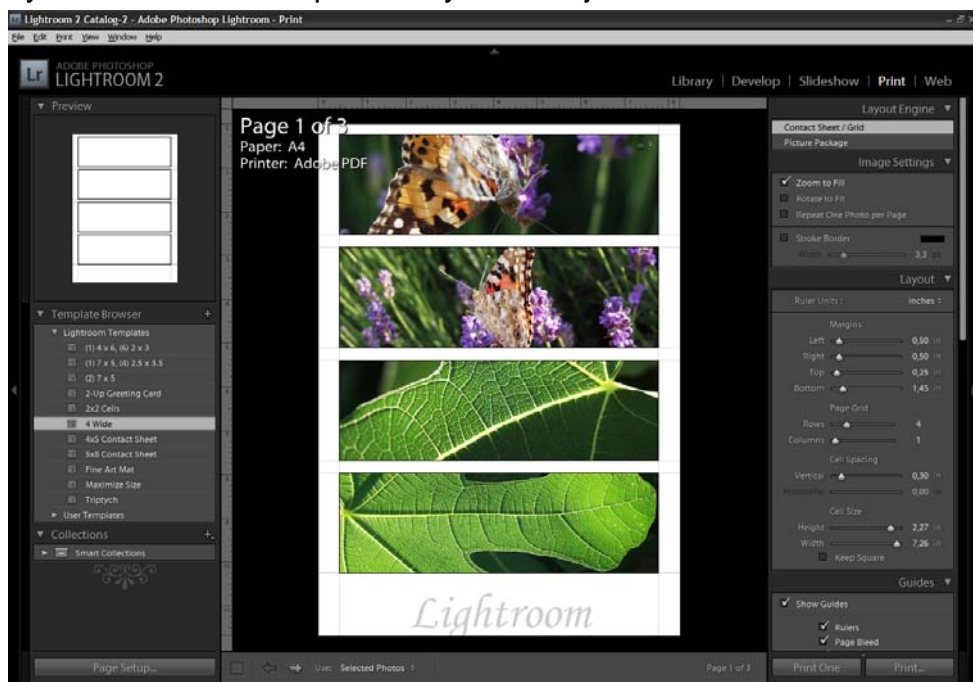 Lightroom 2 Catalog-2 - Adobe Photoshop Lightroom - Print
File Edit Print View Window Help
Lr ADOBE PHOTOSHOP
LIGHTROOM 2
Library | Develop | Slideshow | Print | Web
Preview
Template Browser +
Lightroom Templates
(1) 4 x 6, (6) 2 x 3
(1) 7 x 5, (4) 2.5 x 3.5
(2) 7 x 5
2-Up Greeting Card
2x2 Cells
4 Wide
4x5 Contact Sheet
5x8 Contact Sheet
Fine Art Mat
Maximize Size
Triptych
User Templates
Collections +
Smart Collections
Page Setup...
Page 1 of 3
Paper: A4
Printer: Adobe PDF
Lightroom
Use: Selected Photos
Page 1 of 3
Layout Engine
Contact Sheet / Grid
Picture Package
Image Settings
Zoom to Fill
Rotate to Fit
Repeat One Photo per Page
Stroke Border
Width 3,3
Layout
Ruler Units: Inches
Margins
Left 0,50 in
Right 0,50 in
Top 0,25 in
Bottom 1,45 in
Page Grid
Rows 4
Columns 1
Cell Spacing
Vertical 0,30 in
Horizontal 0,00 in
Cell Size
Height 2,27 in
Width 7,26 in
Keep Square
Guides
Show Guides
Rulers
Page Bleed
Print One Print...